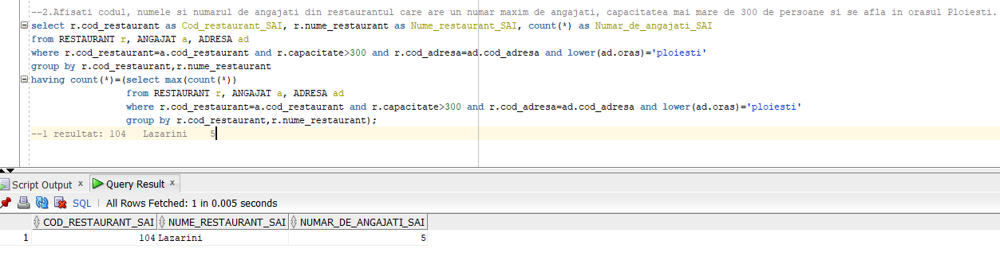 --2.Afisati codul, numele si numarul de angajati din restaurantul care are un numar maxim de angajati, capacitatea mai mare de 300 de persoane si se afla in orasul Ploiesti.
select r.cod_restaurant as Cod_restaurant_SAI, r.nume_restaurant as Nume_restaurant_SAI, count(*) as Numar_de_angajati_SAI
from RESTAURANT r, ANGAJAT a, ADRESA ad
where r.cod_restaurant=a.cod_restaurant and r.capacitate>300 and r.cod_adresa=ad.cod_adresa and lower(ad.oras)='ploiesti'
group by r.cod_restaurant,r.nume_restaurant
having count(*)=(select max(count(*))
from RESTAURANT r, ANGAJAT a, ADRESA ad
where r.cod_restaurant=a.cod_restaurant and r.capacitate>300 and r.cod_adresa=ad.cod_adresa and lower(ad.oras)='ploiesti'
group by r.cod_restaurant,r.nume_restaurant);
--1 rezultat: 104 Lazarini 5
Script Output x Query Result x
SQL | All Rows Fetched: 1 in 0.005 seconds
COD_RESTAURANT_SAI NUME_RESTAURANT_SAI NUMAR_DE_ANGAJATI_SAI
1 104 Lazarini 5